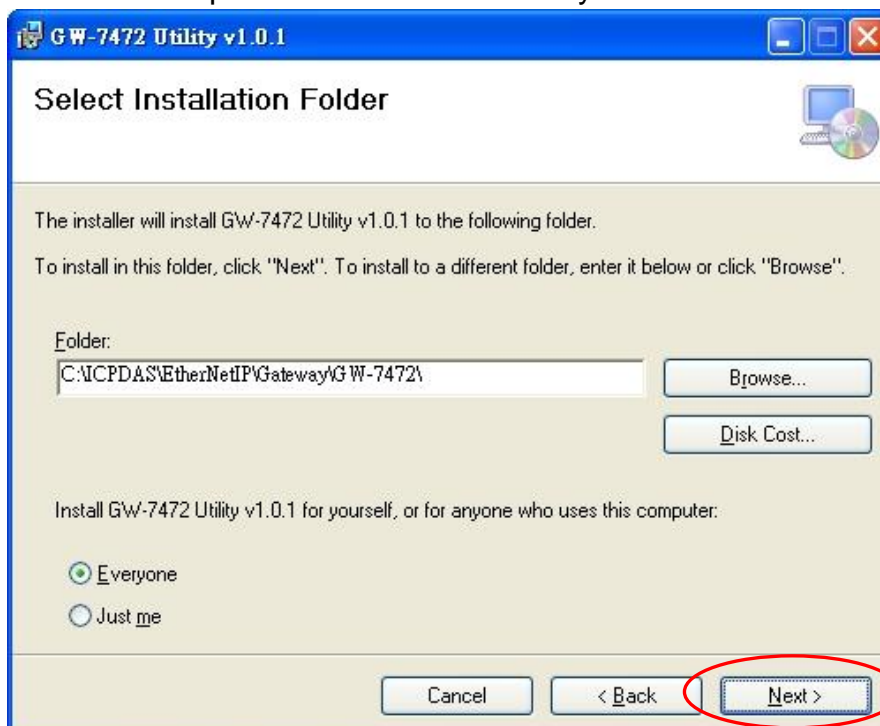 GW-7472 Utility v1.0.1
Select Installation Folder
The installer will install GW-7472 Utility v1.0.1 to the following folder.
To install in this folder, click "Next". To install to a different folder, enter it below or click "Browse".
Folder:
C:\ICPDAS\EtherNetIP\Gateway\GW-7472\
Browse...
Disk Cost...
Install GW-7472 Utility v1.0.1 for yourself, or for anyone who uses this computer:
Everyone
Just me
Cancel
< Back
Next >